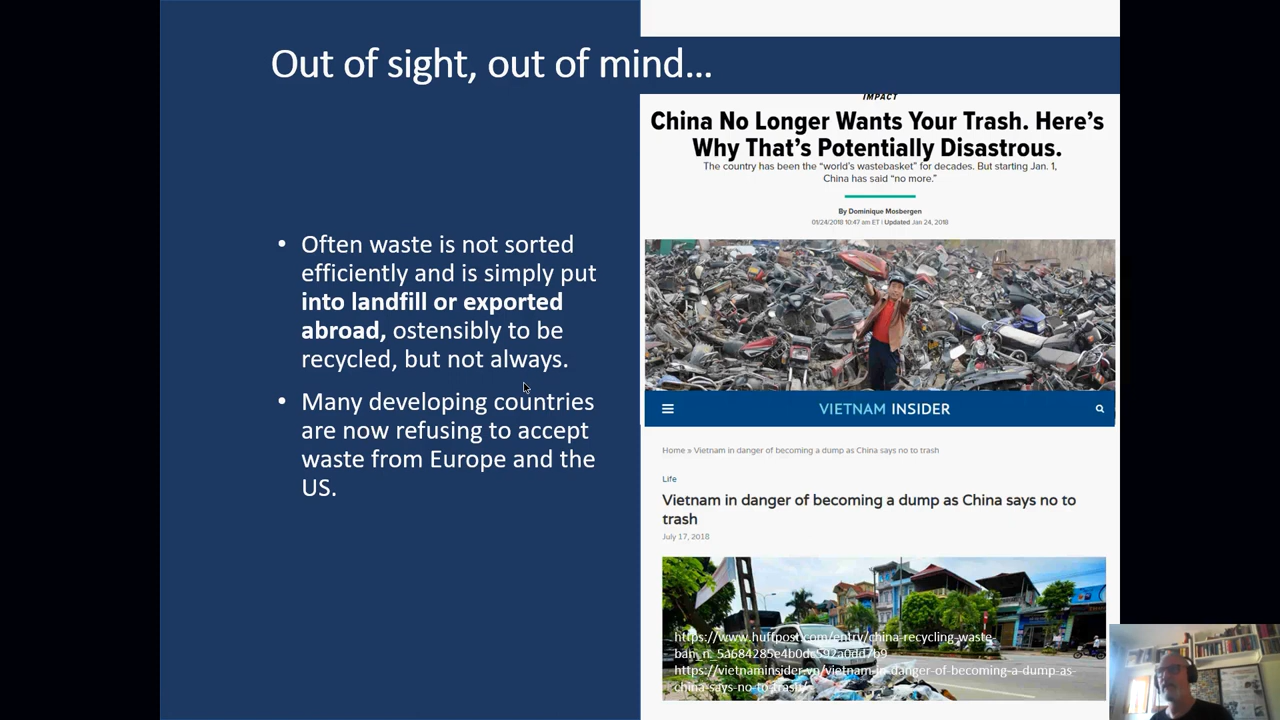 Out of sight, out of mind...
• Often waste is not sorted
efficiently and is simply put
into landfill or exported
abroad, ostensibly to be
recycled, but not always.
• Many developing countries
are now refusing to accept
waste from Europe and the
US.
IMPACT
China No Longer Wants Your Trash. Here's
Why That's Potentially Disastrous.
The country has been the "world's wastebasket" for decades. But starting Jan. 1,
China has said "no more."
By Dominique Mosbergen
01/24/2018 10:47 am ET | Updated Jan 24, 2018
VIETNAM INSIDER
Home » Vietnam in danger of becoming a dump as China says no to trash
Life
Vietnam in danger of becoming a dump as China says no to
trash
July 17, 2018
https://www.huffpost.com/entry/china-recycling-waste-
ban_n_5a684285e4b0dc592a0dd7b9
https://vietnaminsider.vn/vietnam-in-danger-of-becoming-a-dump-as-
china-says-no-to-trash/